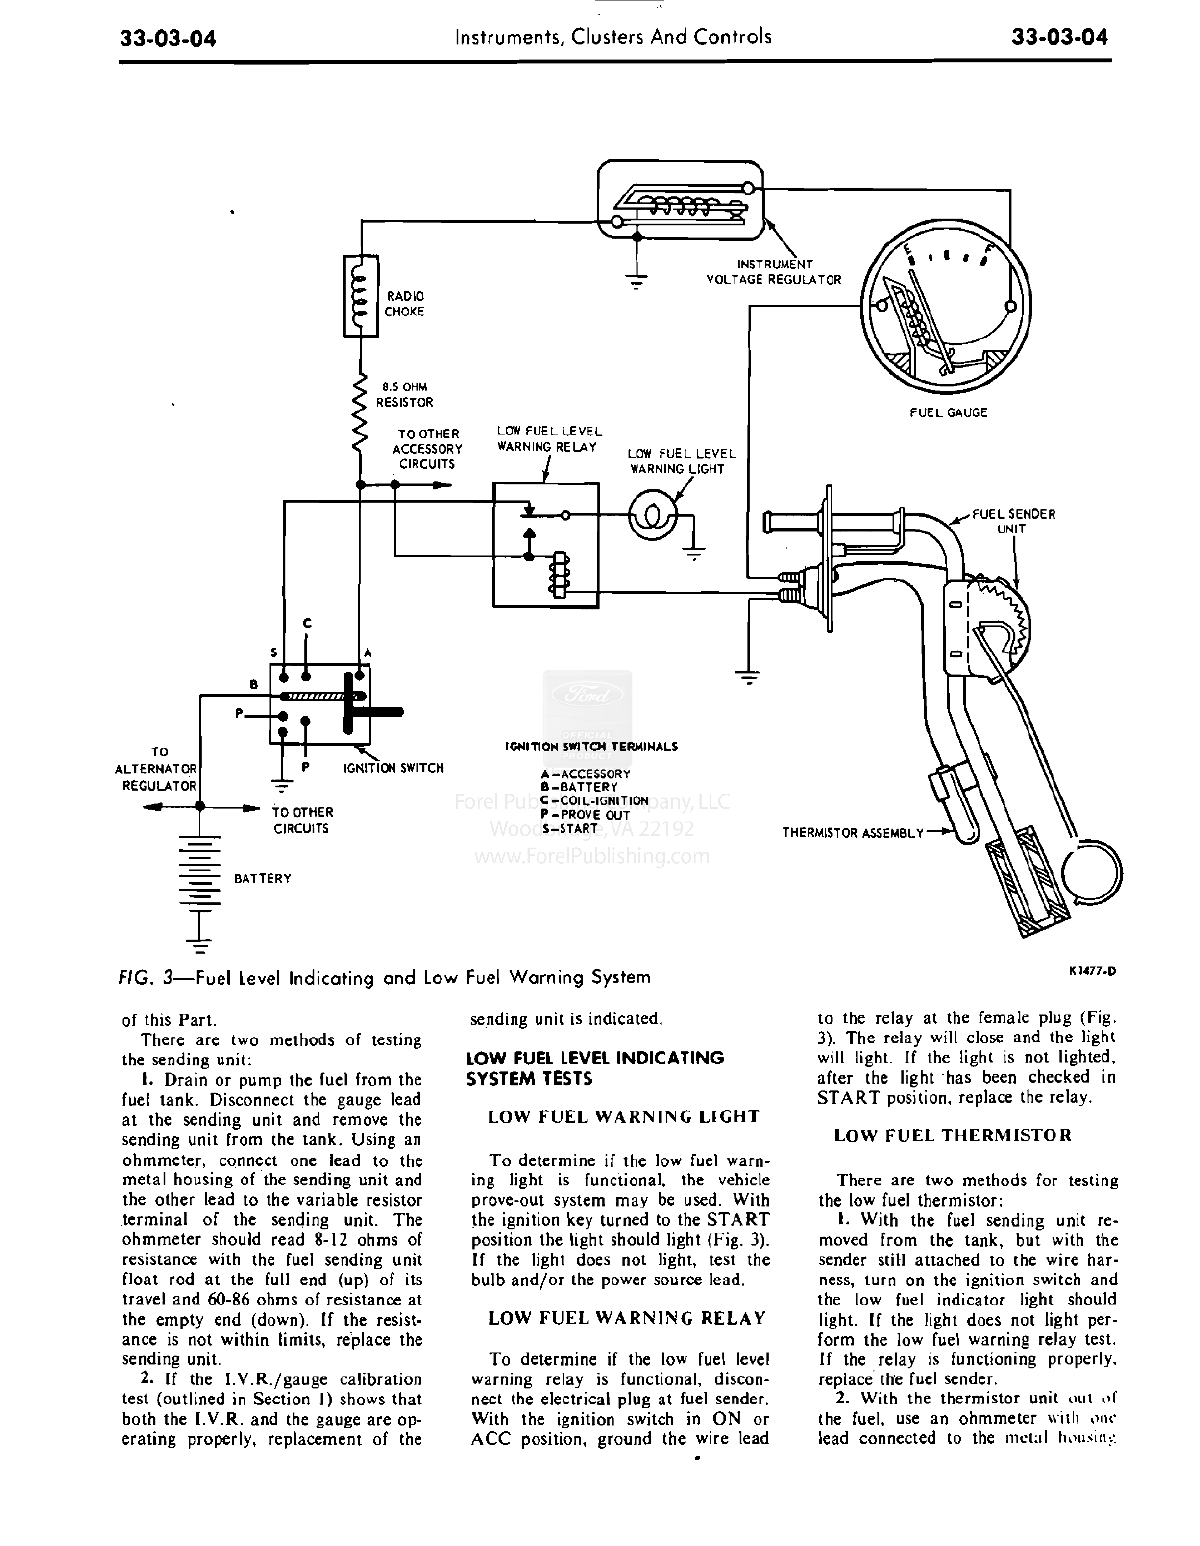 33-03-04
Instruments, Clusters And Controls
33-03-04
INSTRUMENT
VOLTAGE REGULATOR
RADIO
CHOKE
E
F
FUEL GAUGE
8.5 OHM
RESISTOR
TO OTHER
ACCESSORY
CIRCUITS
LOW FUEL LEVEL
WARNING RELAY
LOW FUEL LEVEL
WARNING LIGHT
FUEL SENDER
UNIT
C
S
A
B
P
P
IGNITION SWITCH
TO
ALTERNATOR
REGULATOR
TO OTHER
CIRCUITS
BATTERY
Ford
OFFICIAL
PRODUCT
IGNITION SWITCH TERMINALS
A-ACCESSORY
B-BATTERY
C-COIL-IGNITION
P-PROVE OUT
S-START
Forel Publishing Company, LLC
Woodbridge, VA 22192
www.ForelPublishing.com
THERMISTOR ASSEMBLY
K1477-D
FIG. 3—Fuel Level Indicating and Low Fuel Warning System
of this Part.
There are two methods of testing
the sending unit:
1. Drain or pump the fuel from the
fuel tank. Disconnect the gauge lead
at the sending unit and remove the
sending unit from the tank. Using an
ohmmeter, connect one lead to the
metal housing of the sending unit and
the other lead to the variable resistor
terminal of the sending unit. The
ohmmeter should read 8-12 ohms of
resistance with the fuel sending unit
float rod at the full end (up) of its
travel and 60-86 ohms of resistance at
the empty end (down). If the resist-
ance is not within limits, replace the
sending unit.
2. If the I.V.R./gauge calibration
test (outlined in Section 1) shows that
both the I.V.R. and the gauge are op-
erating properly, replacement of the
sending unit is indicated.
LOW FUEL LEVEL INDICATING
SYSTEM TESTS
LOW FUEL WARNING LIGHT
To determine if the low fuel warn-
ing light is functional, the vehicle
prove-out system may be used. With
the ignition key turned to the START
position the light should light (Fig. 3).
If the light does not light, test the
bulb and/or the power source lead.
LOW FUEL WARNING RELAY
To determine if the low fuel level
warning relay is functional, discon-
nect the electrical plug at fuel sender.
With the ignition switch in ON or
ACC position, ground the wire lead
to the relay at the female plug (Fig.
3). The relay will close and the light
will light. If the light is not lighted,
after the light has been checked in
START position, replace the relay.
LOW FUEL THERMISTOR
There are two methods for testing
the low fuel thermistor:
1. With the fuel sending unit re-
moved from the tank, but with the
sender still attached to the wire har-
ness, turn on the ignition switch and
the low fuel indicator light should
light. If the light does not light per-
form the low fuel warning relay test.
If the relay is functioning properly,
replace the fuel sender.
2. With the thermistor unit out of
the fuel, use an ohmmeter with one
lead connected to the metal housing